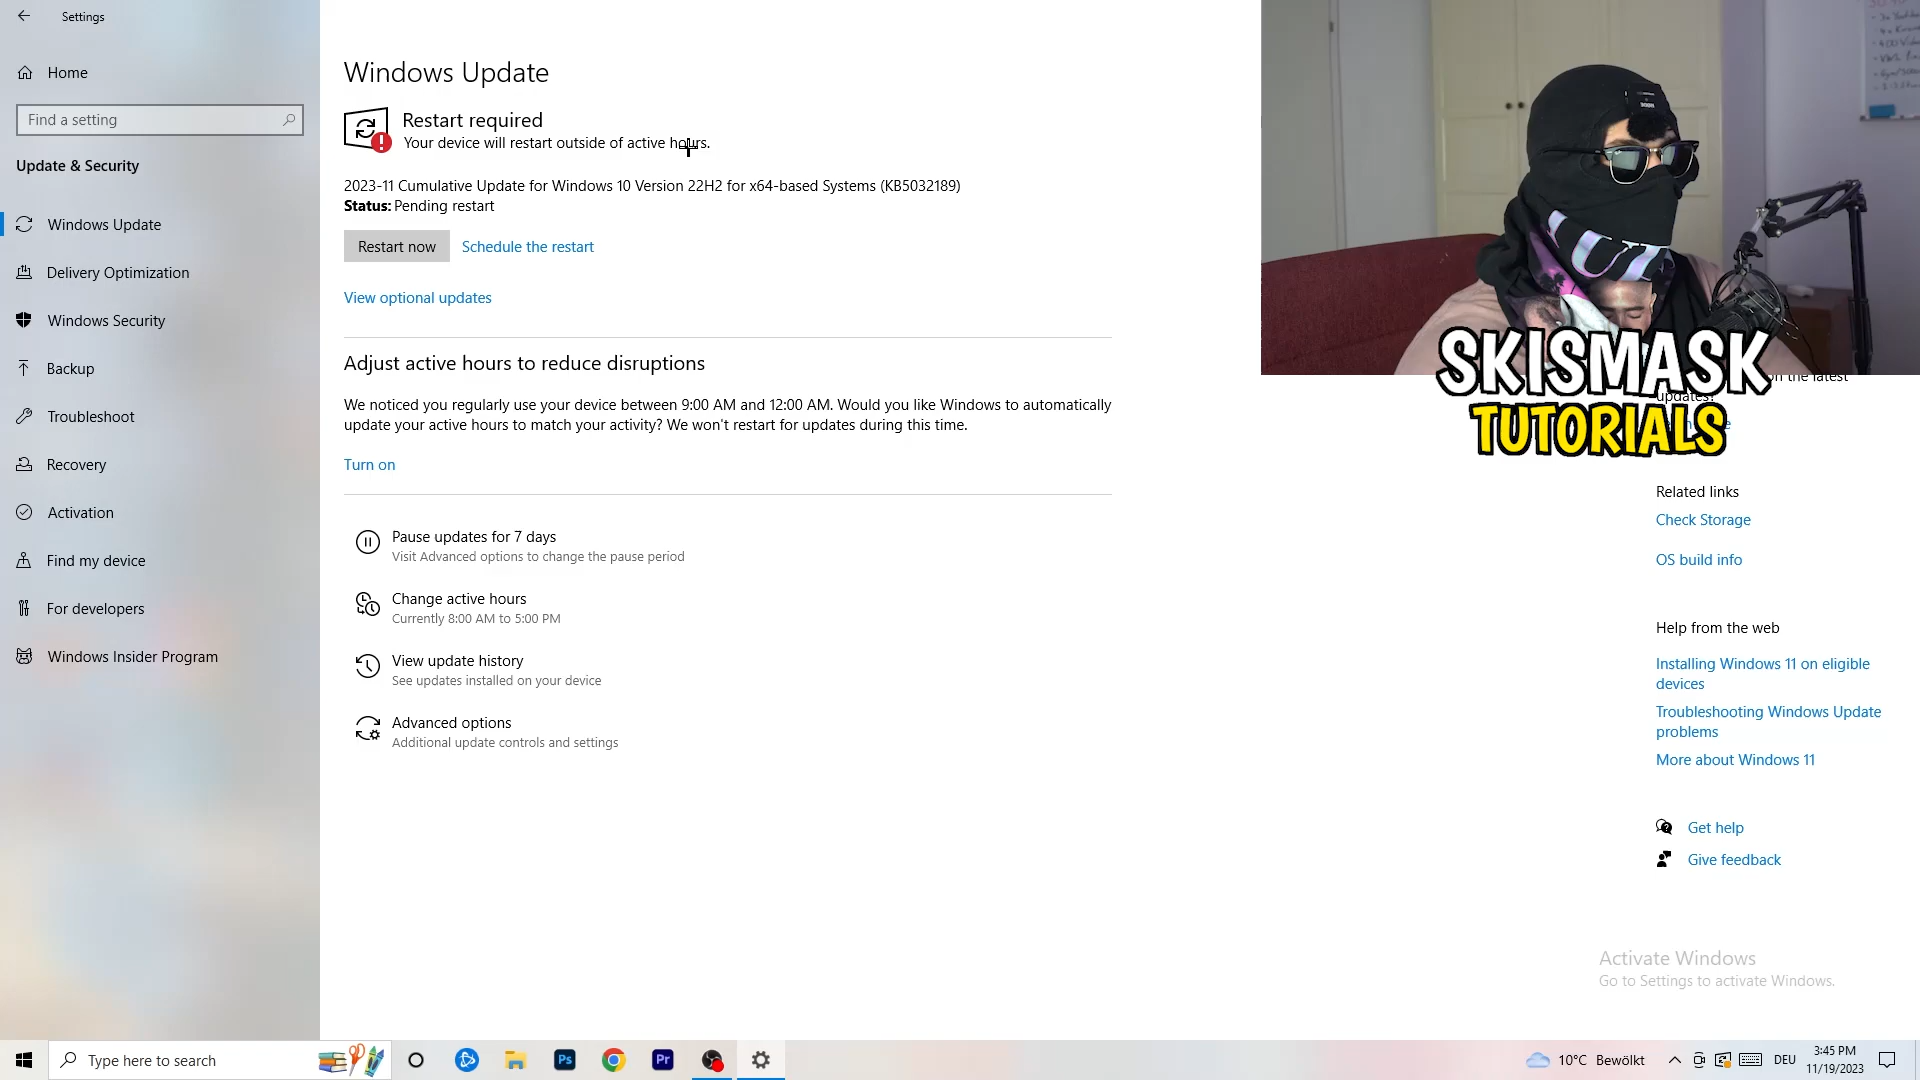 Settings
Home
Find a setting
Update & Security
Windows Update
Delivery Optimization
Windows Security
Backup
Troubleshoot
Recovery
Activation
Find my device
For developers
Windows Insider Program
Windows Update
Restart required
Your device will restart outside of active hours.
2023-11 Cumulative Update for Windows 10 Version 22H2 for x64-based Systems (KB5032189)
Status: Pending restart
Restart now
Schedule the restart
View optional updates
Adjust active hours to reduce disruptions
We noticed you regularly use your device between 9:00 AM and 12:00 AM. Would you like Windows to automatically
update your active hours to match your activity? We won't restart for updates during this time.
Turn on
Pause updates for 7 days
Visit Advanced options to change the pause period
Change active hours
Currently 8:00 AM to 5:00 PM
View update history
See updates installed on your device
Advanced options
Additional update controls and settings
SKISMASK
TUTORIALS
on the latest
updates?
Related links
Check Storage
OS build info
Help from the web
Installing Windows 11 on eligible
devices
Troubleshooting Windows Update
problems
More about Windows 11
Get help
Give feedback
Activate Windows
Go to Settings to activate Windows.
Type here to search
Ps
Pr
10°C Bewölkt
DEU
3:45 PM
11/19/2023